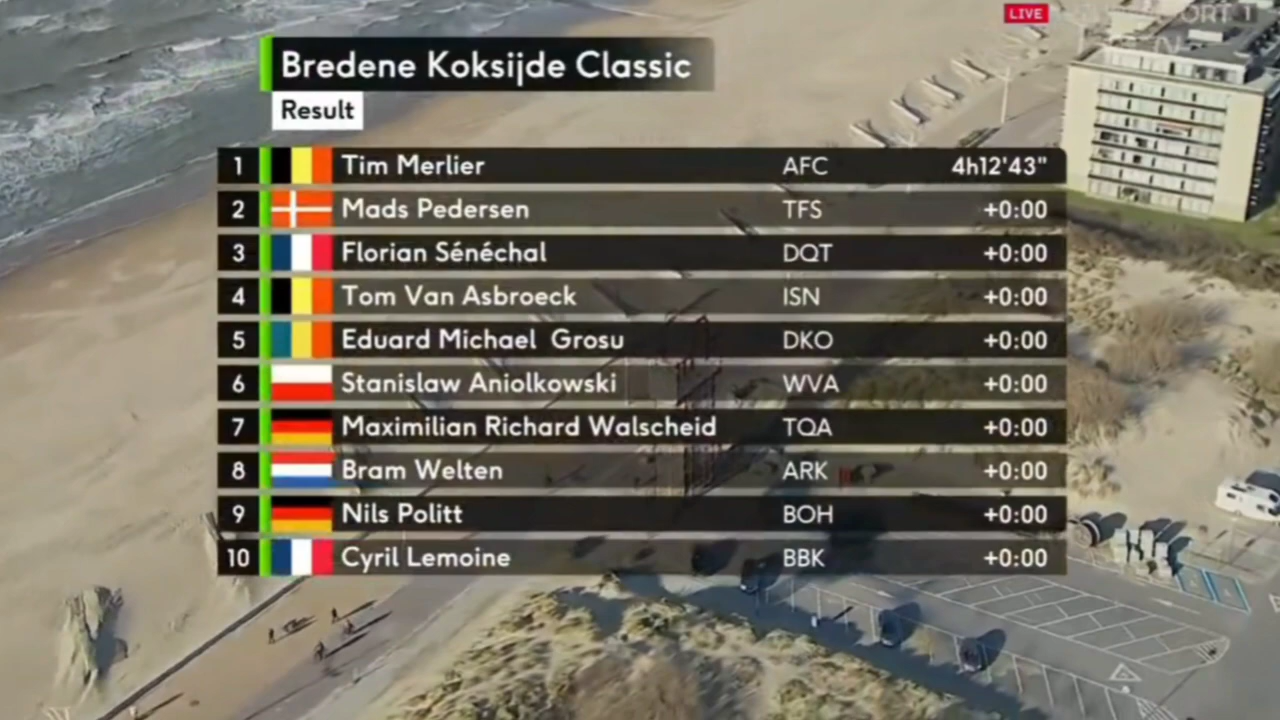 LIVE
Bredene Koksijde Classic
Result
1 Tim Merlier AFC 4h12'43"
2 Mads Pedersen TFS +0:00
3 Florian Sénéchal DQT +0:00
4 Tom Van Asbroeck ISN +0:00
5 Eduard Michael Grosu DKO +0:00
6 Stanislaw Aniolkowski WVA +0:00
7 Maximilian Richard Walscheid TQA +0:00
8 Bram Welten ARK +0:00
9 Nils Politt BOH +0:00
10 Cyril Lemoine BBK +0:00